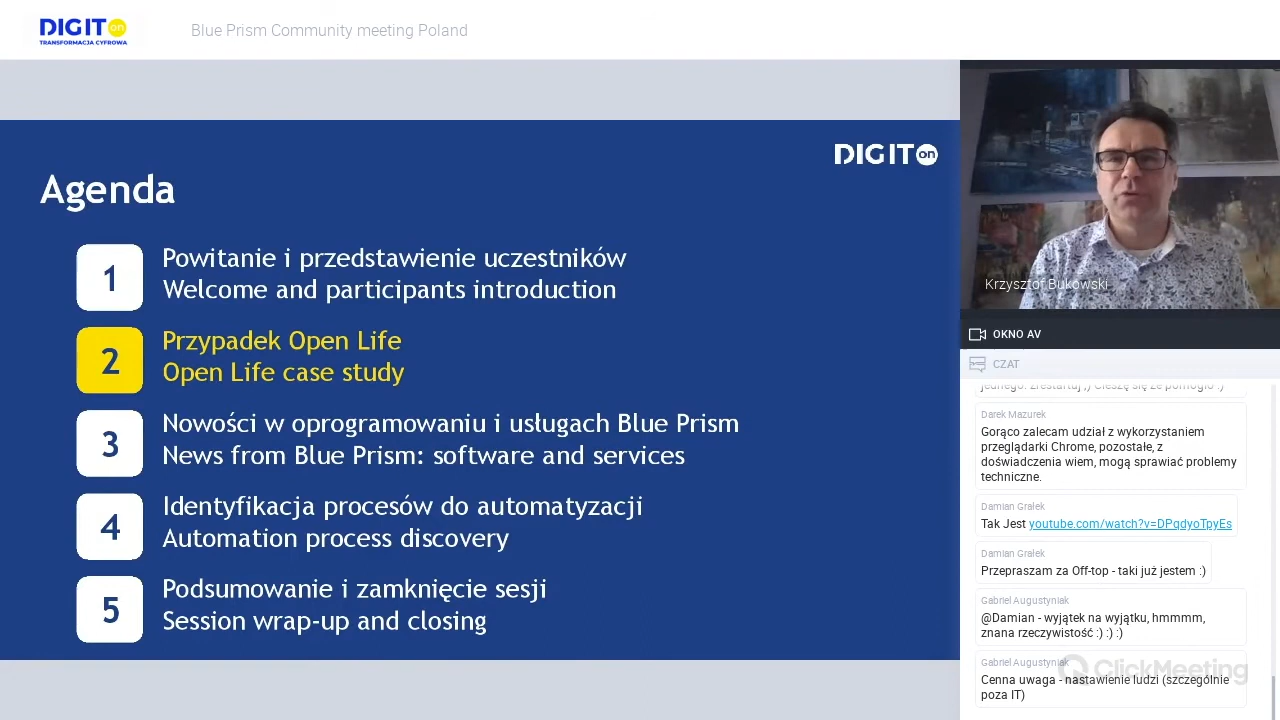 DIGIT on
TRANSFORMACJA CYFROWA
Blue Prism Community meeting Poland
DIGIT on
Agenda
1
Powitanie i przedstawienie uczestników
Welcome and participants introduction
2
Przypadek Open Life
Open Life case study
3
Nowości w oprogramowaniu i usługach Blue Prism
News from Blue Prism: software and services
4
Identyfikacja procesów do automatyzacji
Automation process discovery
5
Podsumowanie i zamknięcie sesji
Session wrap-up and closing
Krzysztof Bukowski
OKNO AV
CZAT
jednego: zrestartuj ;) Cieszę się że pomogło :)
Darek Mazurek
Gorąco zalecam udział z wykorzystaniem
przeglądarki Chrome, pozostałe, z
doświadczenia wiem, mogą sprawiać problemy
techniczne.
Damian Grałek
Tak Jest youtube.com/watch?v=DPqdyoTpyEs
Damian Grałek
Przepraszam za Off-top - taki już jestem :)
Gabriel Augustyniak
@Damian - wyjątek na wyjątku, hmmmm,
znana rzeczywistość :) :) :)
Gabriel Augustyniak
Cenna uwaga - nastawienie ludzi (szczególnie
poza IT)
ClickMeeting